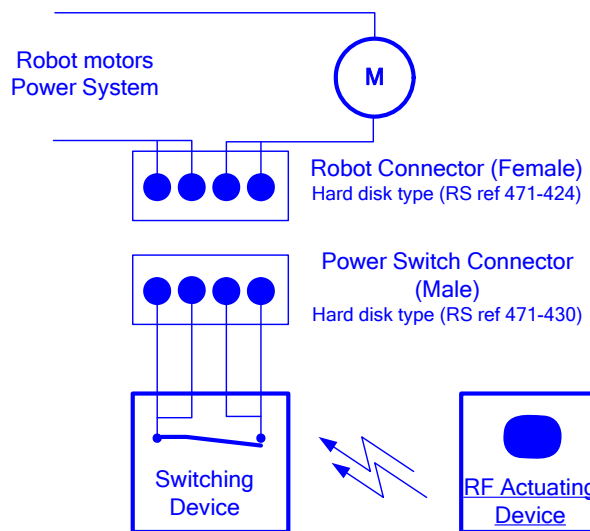 Robot motors
Power System
M
Robot Connector (Female)
Hard disk type (RS ref 471-424)
Power Switch Connector
(Male)
Hard disk type (RS ref 471-430)
Switching
Device
RF Actuating
Device